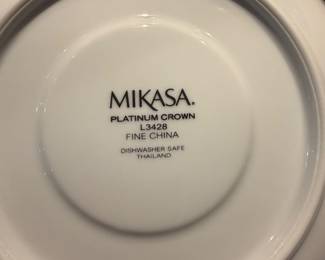 MIKASA.
PLATINUM CROWN
L3428
FINE CHINA
DISHWASHER SAFE
THAILAND